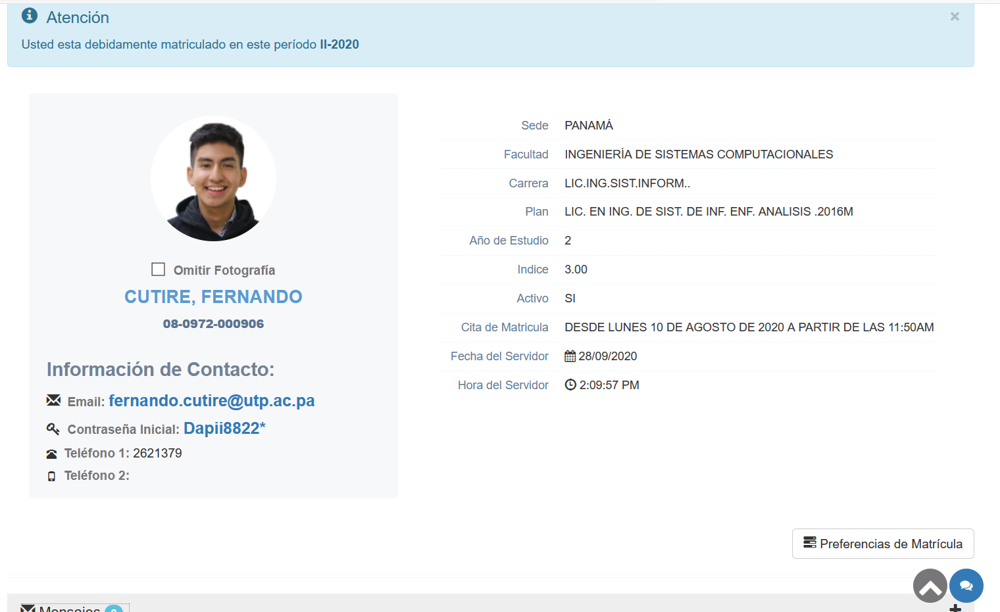 Atención
×
Usted esta debidamente matriculado en este período II-2020
Omitir Fotografía
CUTIRE, FERNANDO
08-0972-000906
Información de Contacto:
Email: fernando.cutire@utp.ac.pa
Contraseña Inicial: Dapii8822*
Teléfono 1: 2621379
Teléfono 2:
Sede PANAMÁ
Facultad INGENIERÍA DE SISTEMAS COMPUTACIONALES
Carrera LIC.ING.SIST.INFORM..
Plan LIC. EN ING. DE SIST. DE INF. ENF. ANALISIS .2016M
Año de Estudio 2
Indice 3.00
Activo SI
Cita de Matricula DESDE LUNES 10 DE AGOSTO DE 2020 A PARTIR DE LAS 11:50AM
Fecha del Servidor 28/09/2020
Hora del Servidor 2:09:57 PM
Preferencias de Matrícula
Mensajes